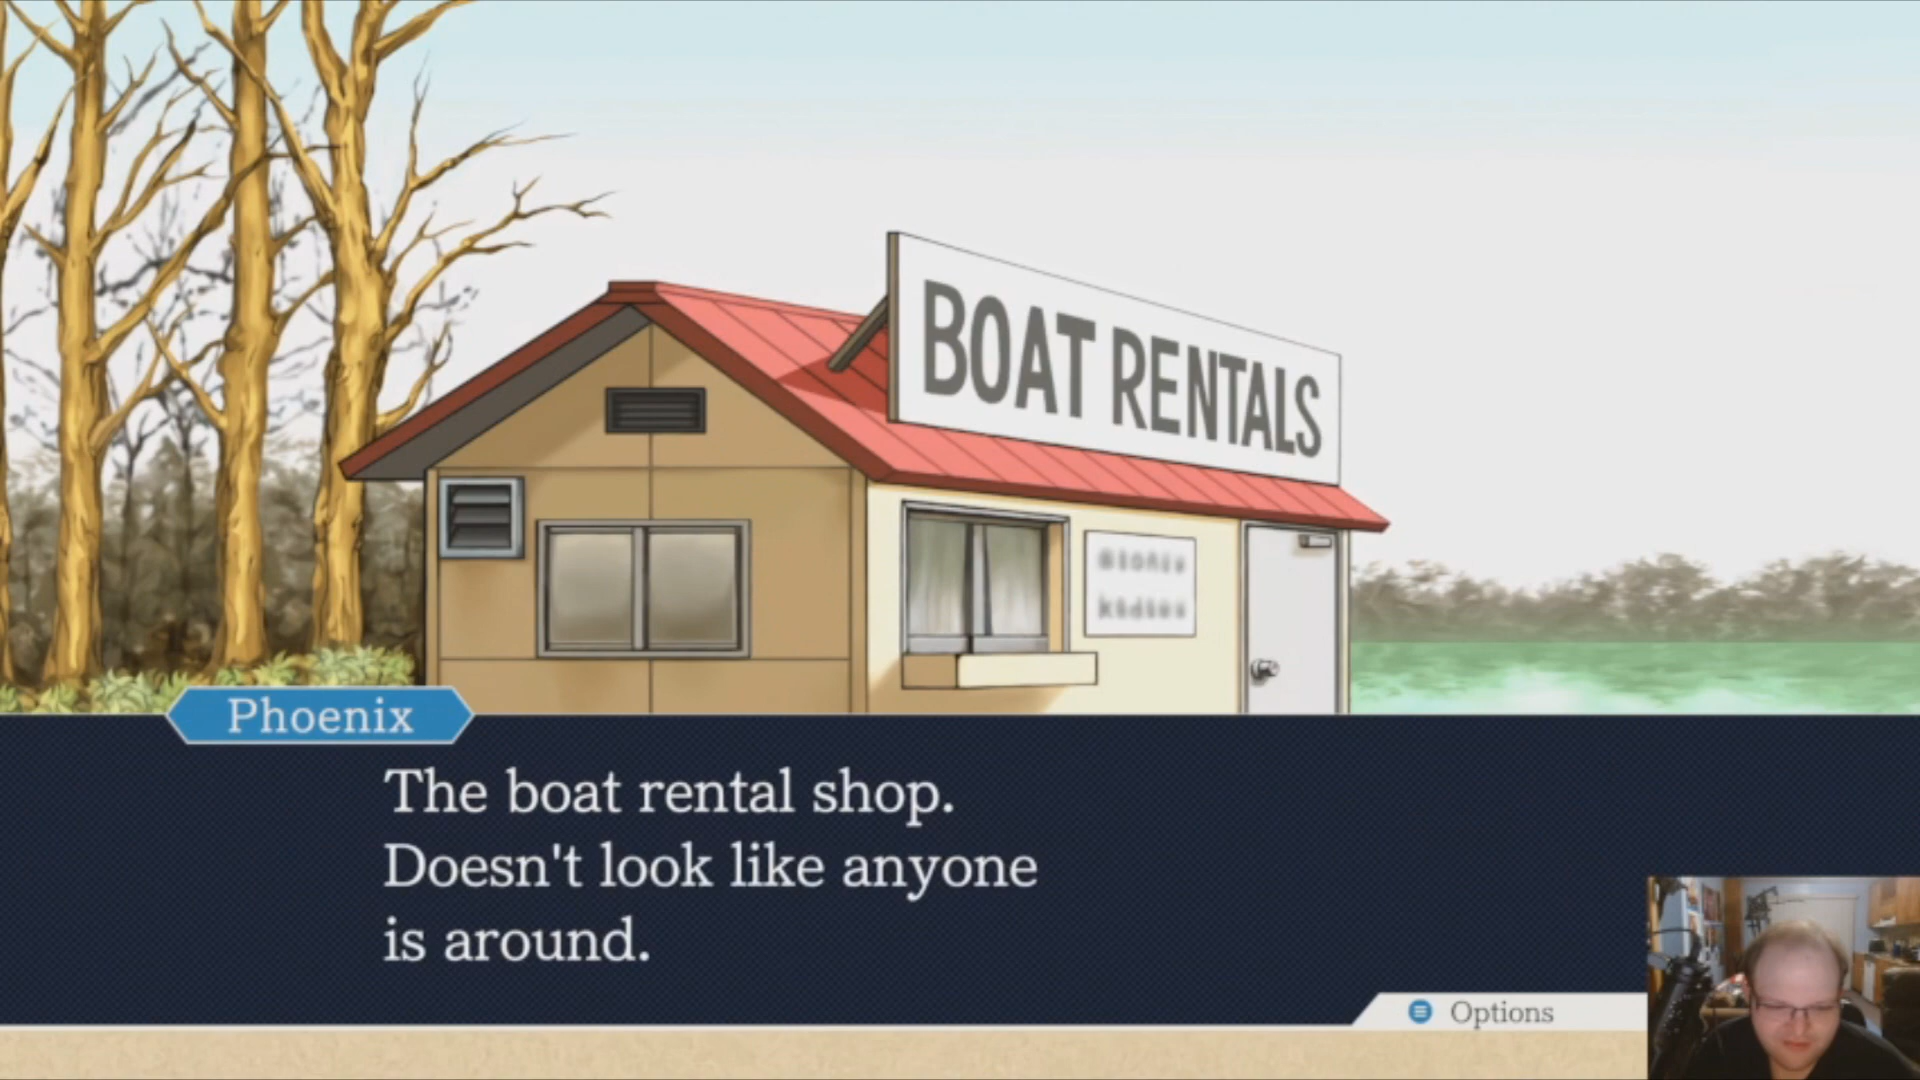 BOAT RENTALS
Phoenix
The boat rental shop.
Doesn't look like anyone
is around.
Options